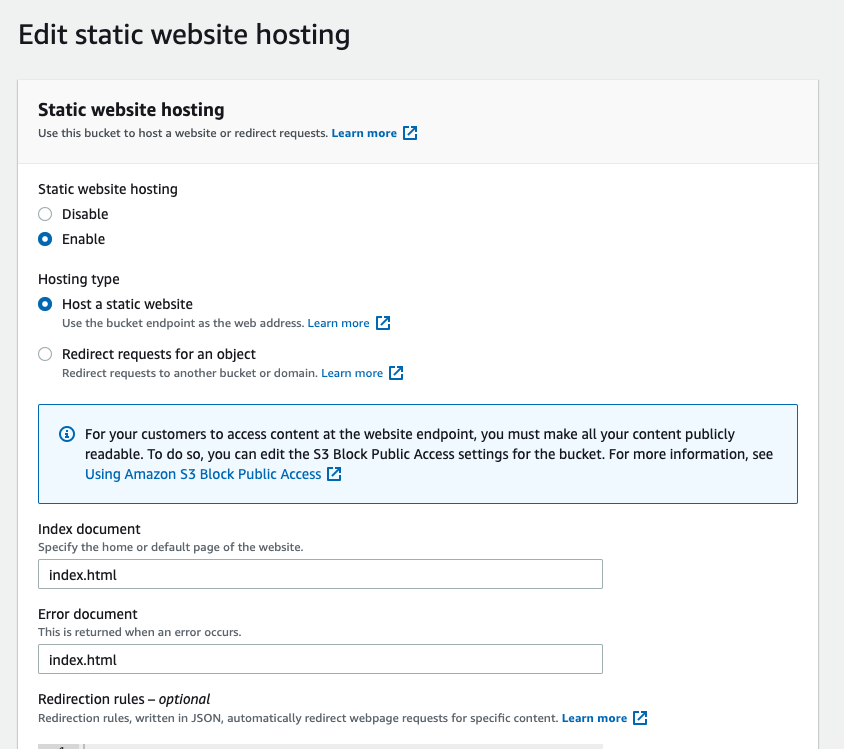 Edit static website hosting
Static website hosting
Use this bucket to host a website or redirect requests. Learn more
Static website hosting
Disable
Enable
Hosting type
Host a static website
Use the bucket endpoint as the web address. Learn more
Redirect requests for an object
Redirect requests to another bucket or domain. Learn more
For your customers to access content at the website endpoint, you must make all your content publicly
readable. To do so, you can edit the S3 Block Public Access settings for the bucket. For more information, see
Using Amazon S3 Block Public Access
Index document
Specify the home or default page of the website.
index.html
Error document
This is returned when an error occurs.
index.html
Redirection rules – optional
Redirection rules, written in JSON, automatically redirect webpage requests for specific content. Learn more